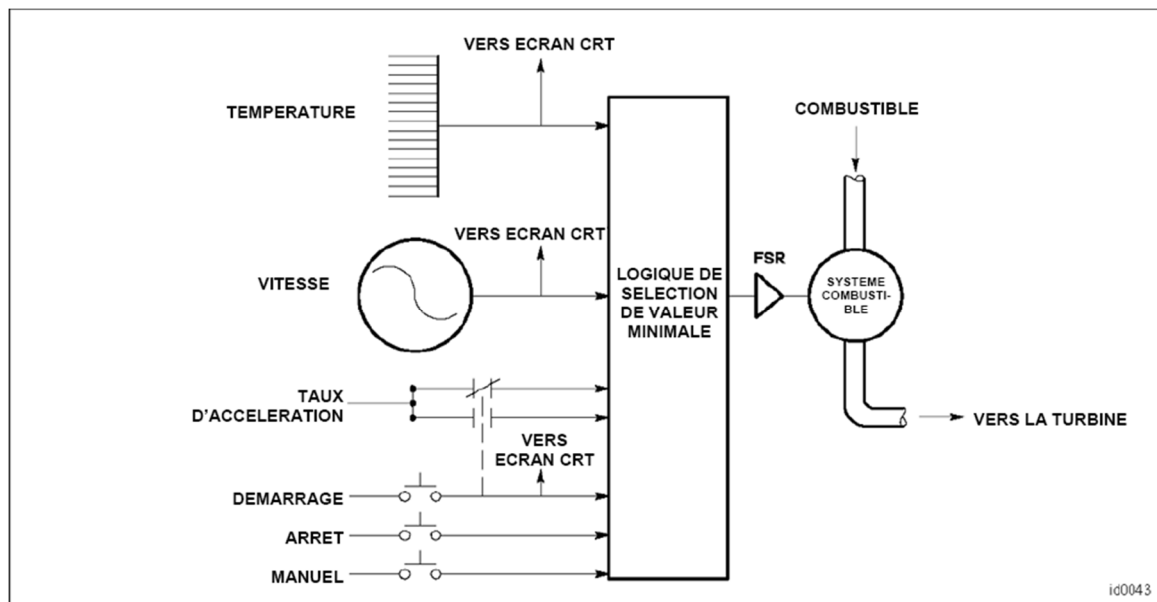 VERS ECRAN CRT
TEMPERATURE
COMBUSTIBLE
VERS ECRAN CRT
VITESSE
LOGIQUE DE
SELECTION
DE VALEUR
MINIMALE
FSR
SYSTEME
COMBUSTI-
BLE
TAUX
D'ACCELERATION
VERS
ECRAN CRT
VERS LA TURBINE
DEMARRAGE
ARRET
MANUEL
id0043